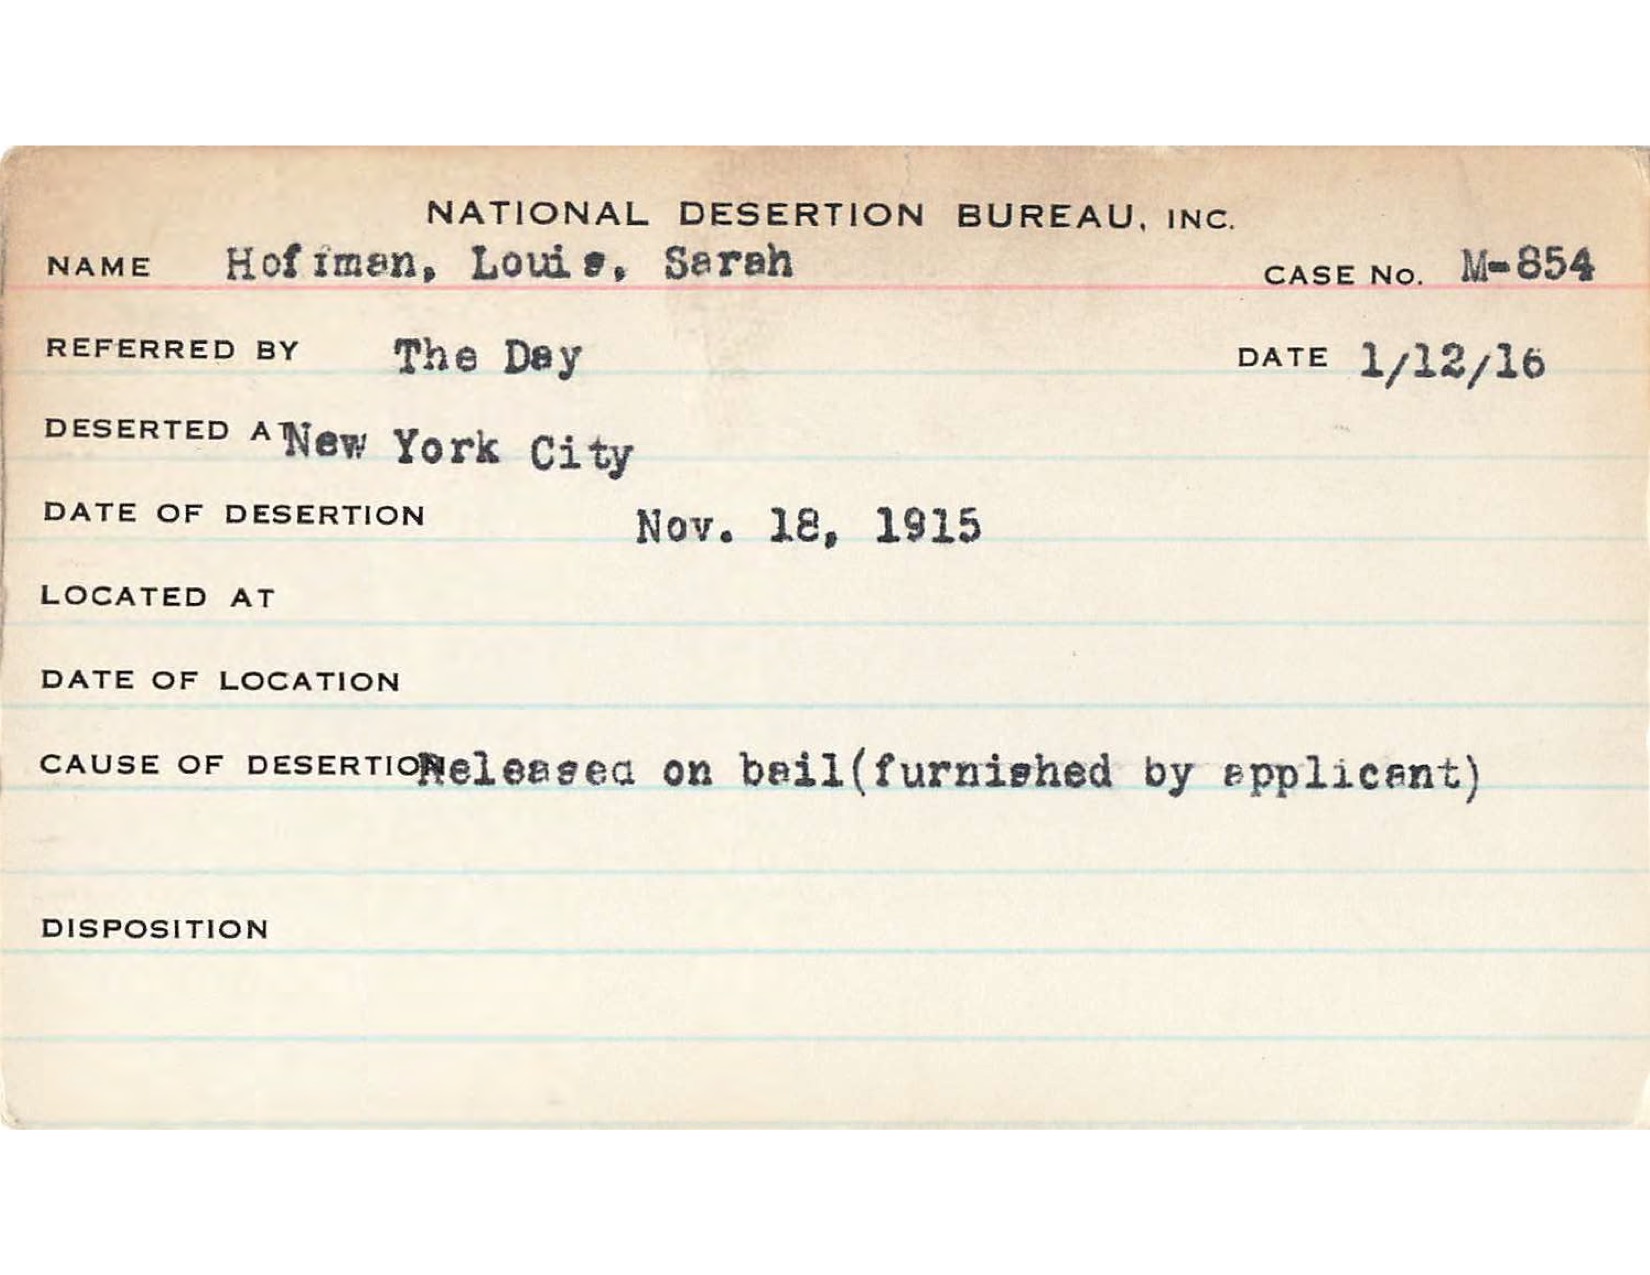 NATIONAL DESERTION BUREAU, INC.
NAME Hoffman, Louis, Sarah CASE No. M-854
REFERRED BY The Day DATE 1/12/16
DESERTED AT New York City
DATE OF DESERTION Nov. 18, 1915
LOCATED AT
DATE OF LOCATION
CAUSE OF DESERTION Released on bail(furnished by applicant)
DISPOSITION